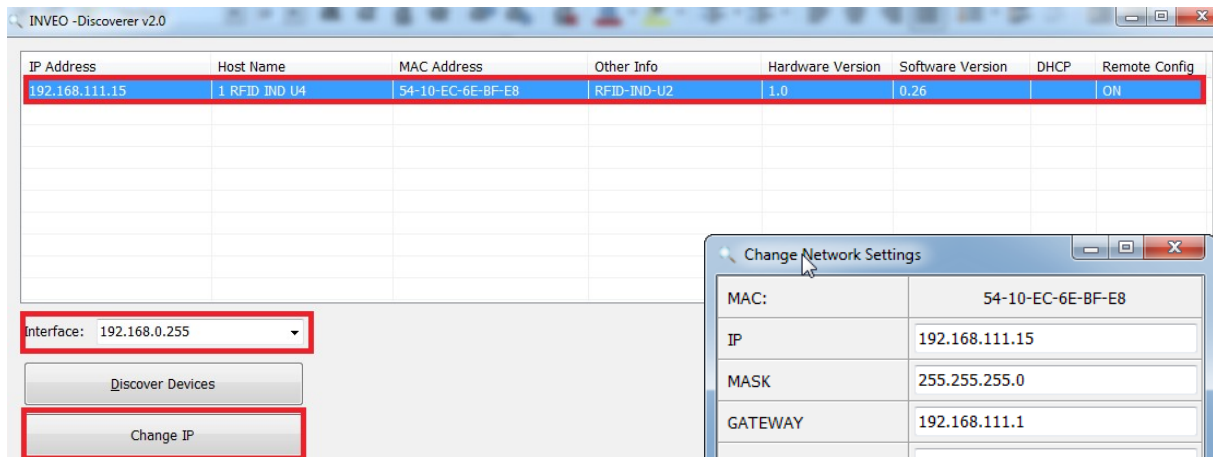 INVEO -Discoverer v2.0
IP Address Host Name MAC Address Other Info Hardware Version Software Version DHCP Remote Config
192.168.111.15 1 RFID IND U4 54-10-EC-6E-BF-E8 RFID-IND-U2 1.0 0.26 ON
Interface: 192.168.0.255
Discover Devices
Change IP
Change Network Settings
MAC: 54-10-EC-6E-BF-E8
IP 192.168.111.15
MASK 255.255.255.0
GATEWAY 192.168.111.1